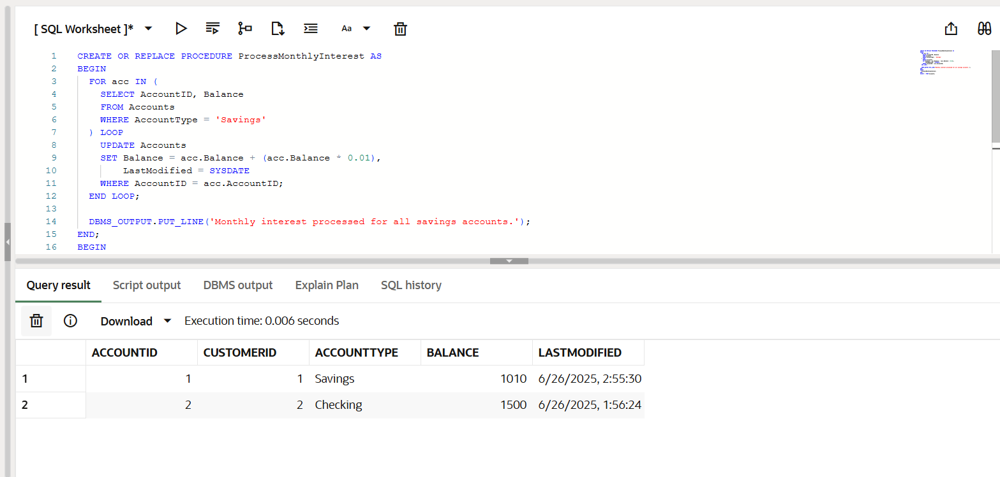 [ SQL Worksheet ]*
Aa
1 CREATE OR REPLACE PROCEDURE ProcessMonthlyInterest AS
2 BEGIN
3 FOR acc IN (
4 SELECT AccountID, Balance
5 FROM Accounts
6 WHERE AccountType = 'Savings'
7 ) LOOP
8 UPDATE Accounts
9 SET Balance = acc.Balance + (acc.Balance * 0.01),
10 LastModified = SYSDATE
11 WHERE AccountID = acc.AccountID;
12 END LOOP;
13
14 DBMS_OUTPUT.PUT_LINE('Monthly interest processed for all savings accounts.');
15 END;
16 BEGIN
Query result Script output DBMS output Explain Plan SQL history
Download Execution time: 0.006 seconds
ACCOUNTID CUSTOMERID ACCOUNTTYPE BALANCE LASTMODIFIED
1 1 1 Savings 1010 6/26/2025, 2:55:30
2 2 2 Checking 1500 6/26/2025, 1:56:24